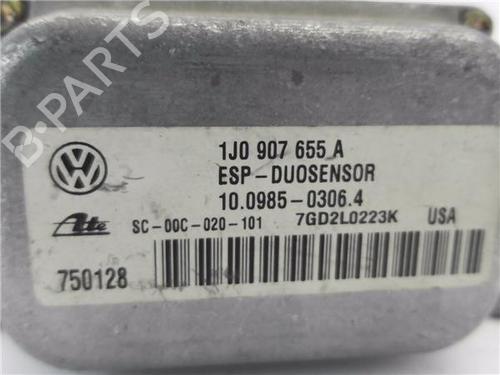 B-PARTS
1J0 907 655 A
ESP-DUOSENSOR
10.0985-0306.4
Ate SC-00C-020-101 7GD2L0223K USA
750128